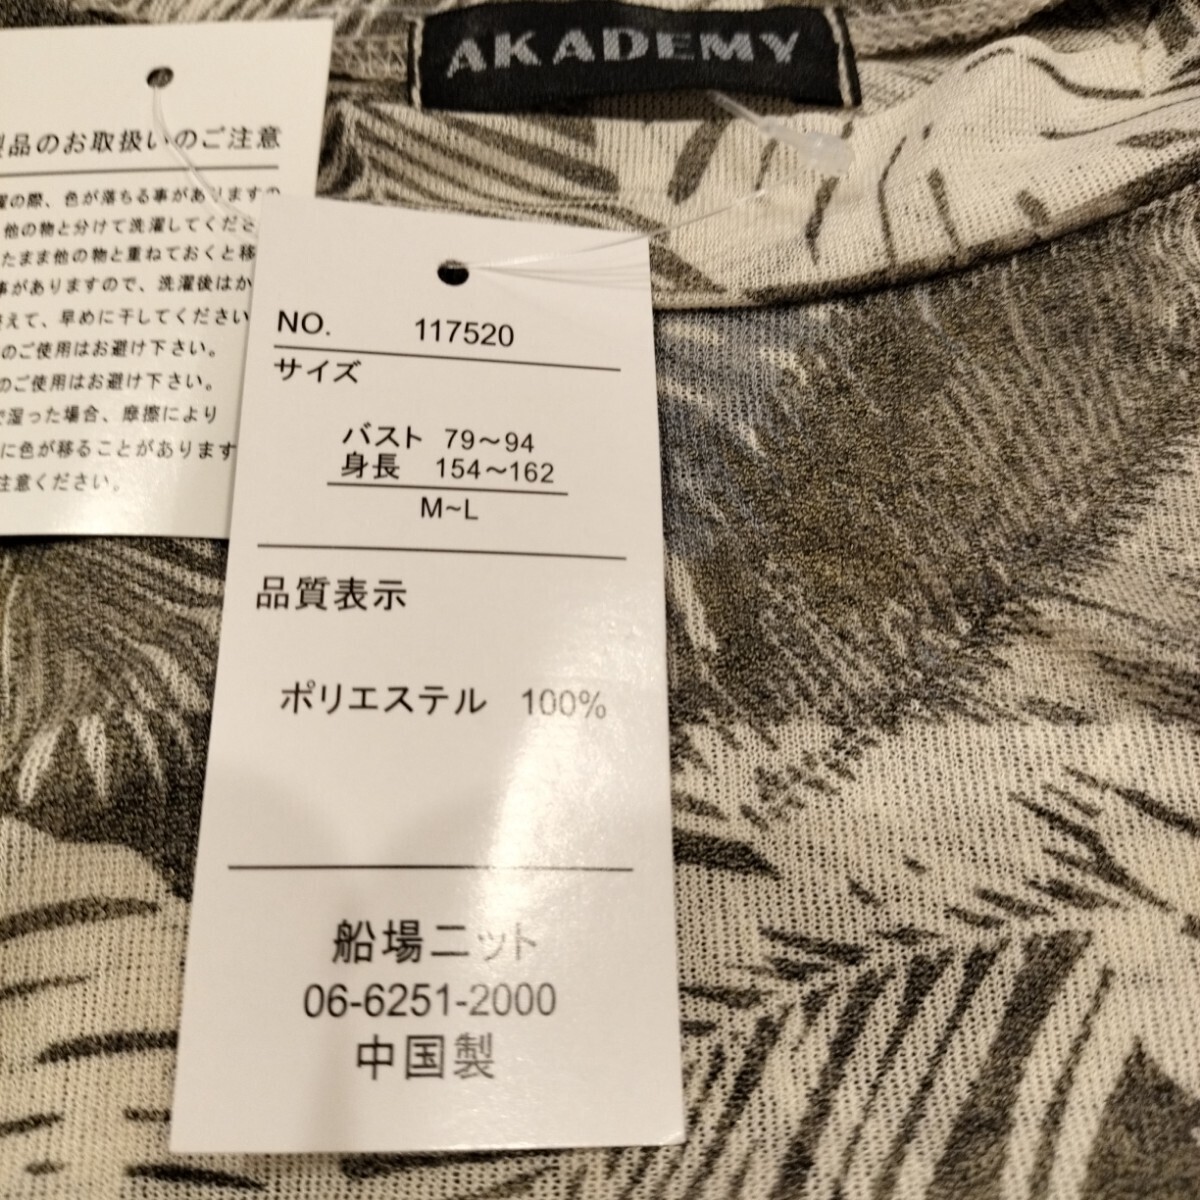 AKADEMY
品のお取扱いのご注意
の際、色が落ちる事がありますの
他の物と分けて洗濯してくださ
たまま他の物と重ねておくと移
事がありますので、洗濯後はか
えて、早めに干してください
のご使用はお避け下さい。
のご使用はお避け下さい。
で湿った場合、摩擦により
に色が移ることがあります
注意ください。
NO. 117520
サイズ
バスト 79～94
身長 154～162
M~L
品質表示
ポリエステル 100%
船場ニット
06-6251-2000
中国製